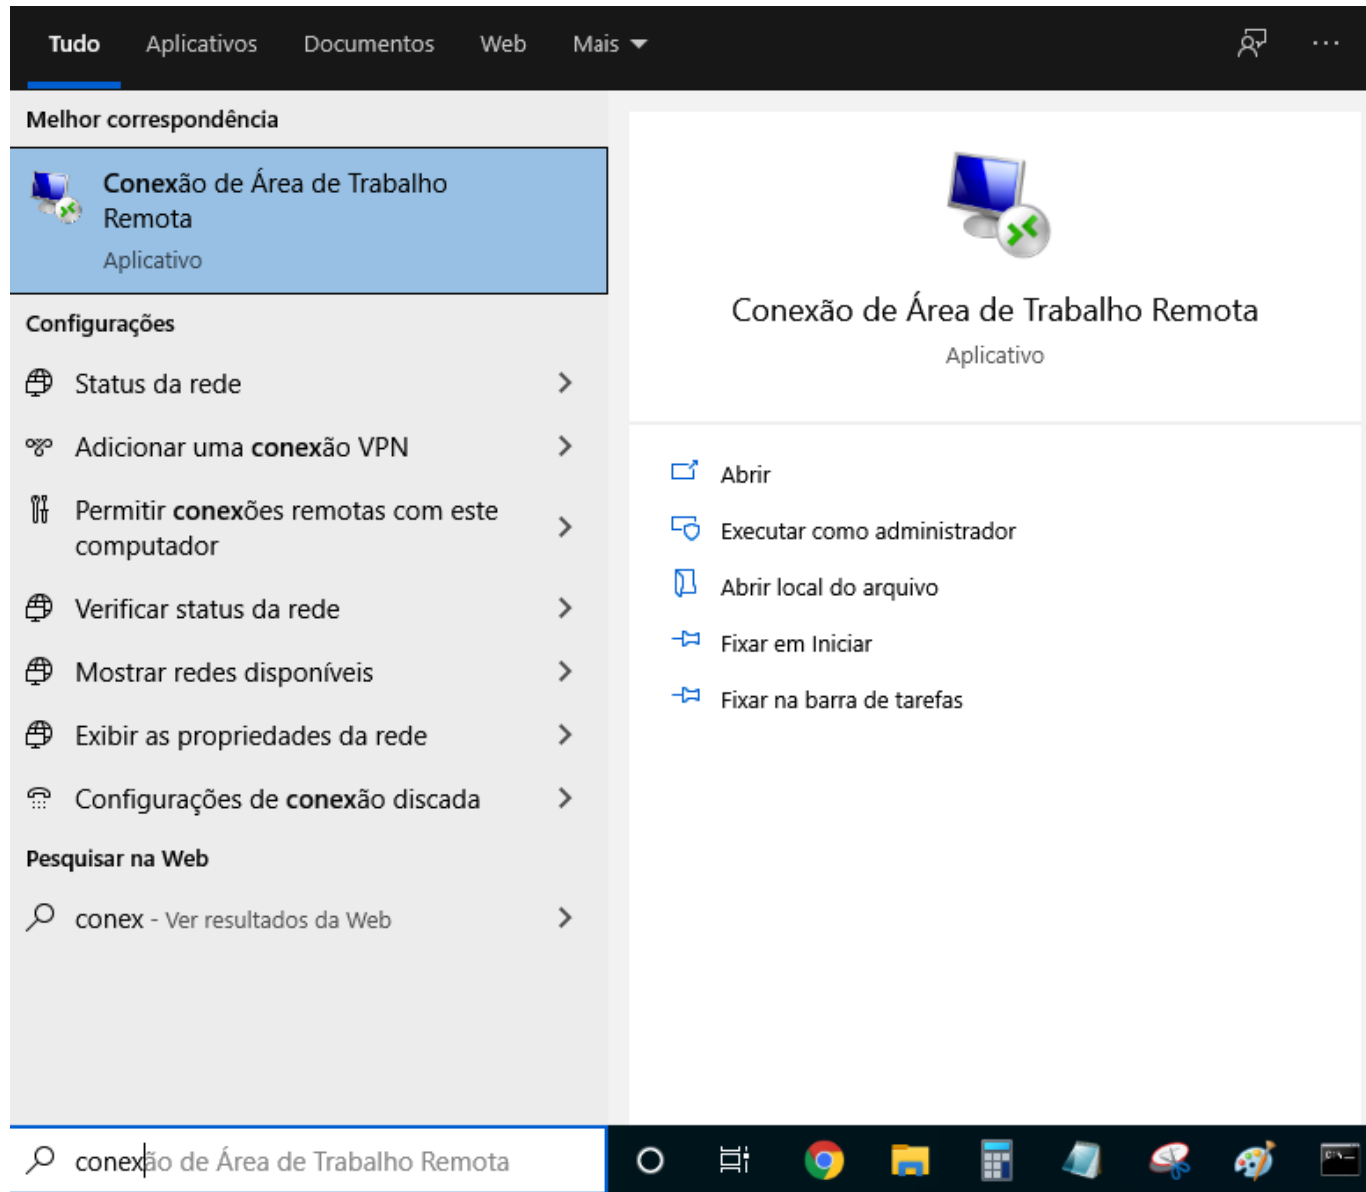 Tudo Aplicativos Documentos Web Mais
Melhor correspondência
Conexão de Área de Trabalho
Remota
Aplicativo
Configurações
Status da rede
Adicionar uma conexão VPN
Permitir conexões remotas com este
computador
Verificar status da rede
Mostrar redes disponíveis
Exibir as propriedades da rede
Configurações de conexão discada
Pesquisar na Web
conex - Ver resultados da Web
Conexão de Área de Trabalho Remota
Aplicativo
Abrir
Executar como administrador
Abrir local do arquivo
Fixar em Iniciar
Fixar na barra de tarefas
conexão de Área de Trabalho Remota